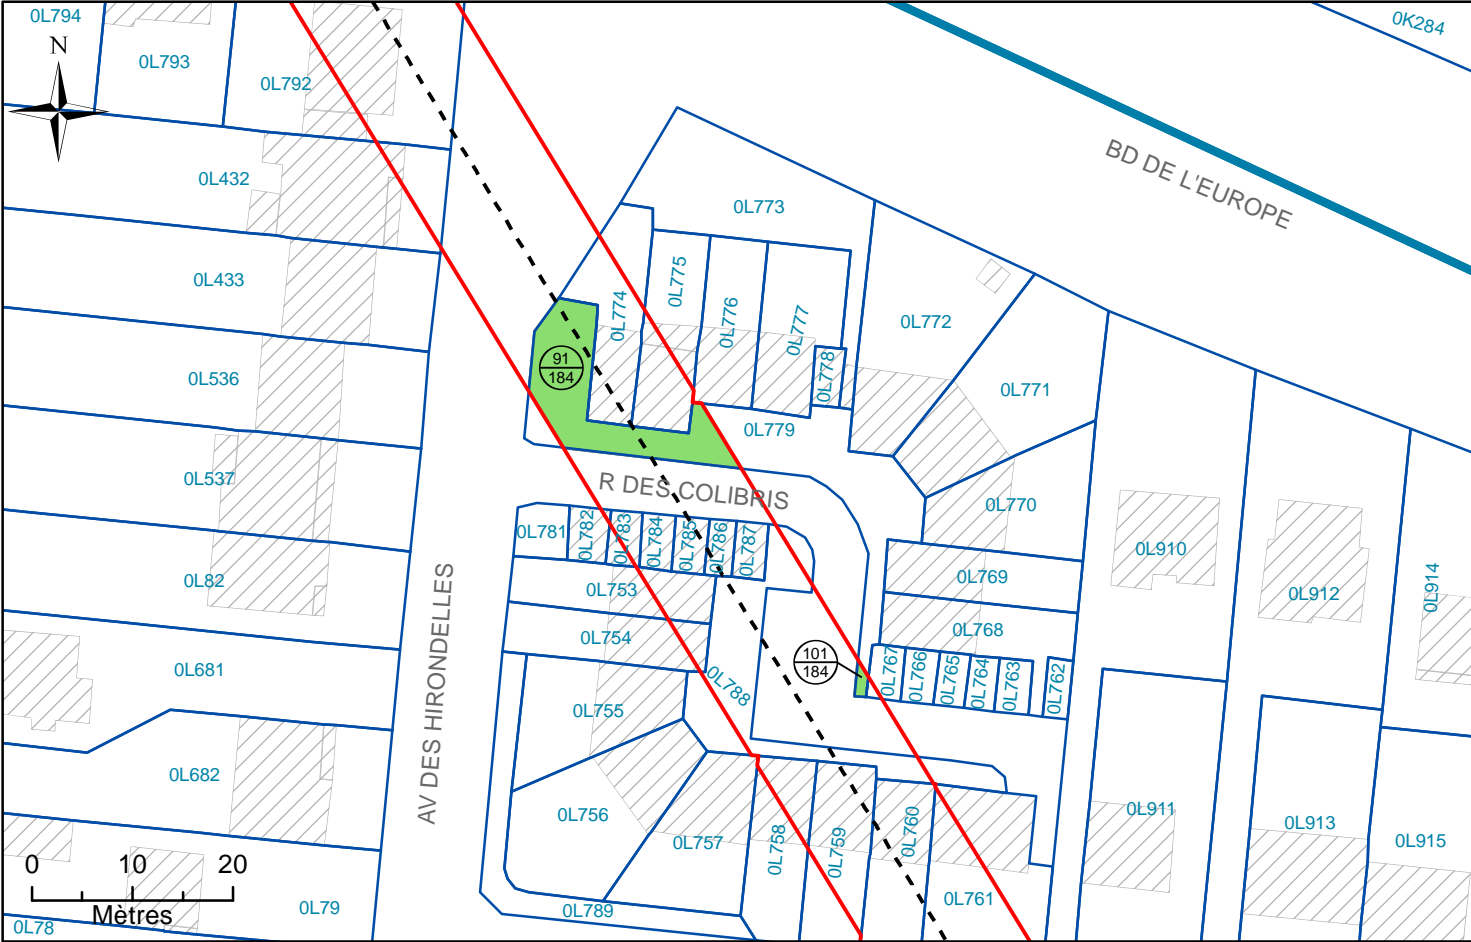 0L794
0K284
N
0L793
0L792
BD DE L'EUROPE
0L432
0L773
0L433
0L775
0L774
0L776
0L777
0L772
91
184
0L536
0L778
0L771
0L779
0L537
R DES COLIBRIS
0L770
0L781
0L782
0L783
0L784
0L785
0L786
0L787
0L910
0L82
AV DES HIRONDELLES
0L753
0L769
0L912
0L914
0L754
0L768
101
184
0L681
0L788
0L767
0L766
0L765
0L764
0L763
0L762
0L755
0L682
0L756
0L757
0L758
0L759
0L760
0L911
0L913
0L915
0 10 20
Mètres
0L79
0L789
0L761
0L78